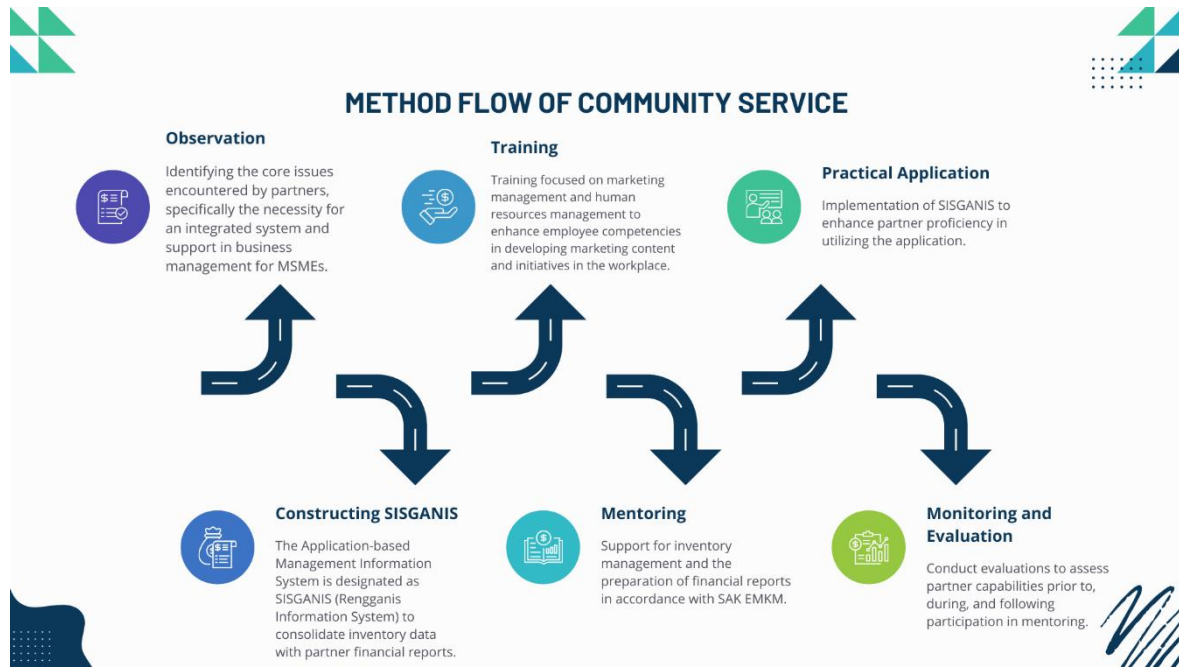 METHOD FLOW OF COMMUNITY SERVICE
Observation
Identifying the core issues
encountered by partners,
specifically the necessity for
an integrated system and
support in business
management for MSMEs.
Training
Training focused on marketing
management and human
resources management to
enhance employee competencies
in developing marketing content
and initiatives in the workplace.
Practical Application
Implementation of SISGANIS to
enhance partner proficiency in
utilizing the application.
Constructing SISGANIS
The Application-based
Management Information
System is designated as
SISGANIS (Rengganis
Information System) to
consolidate inventory data
with partner financial reports.
Mentoring
Support for inventory
management and the
preparation of financial reports
in accordance with SAK EMKM.
Monitoring and
Evaluation
Conduct evaluations to assess
partner capabilities prior to,
during, and following
participation in mentoring.